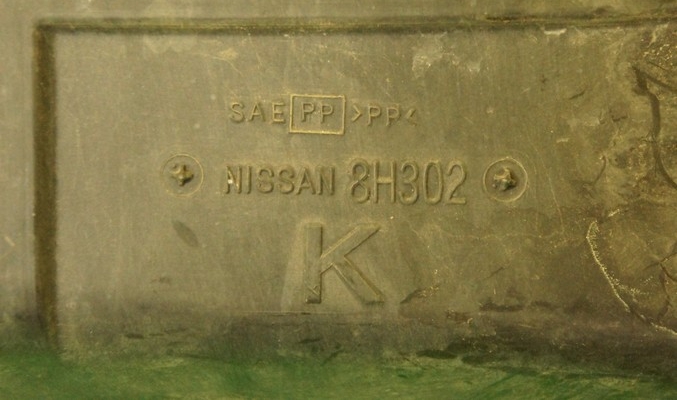 SAE PP >PP<
NISSAN 8H302
K